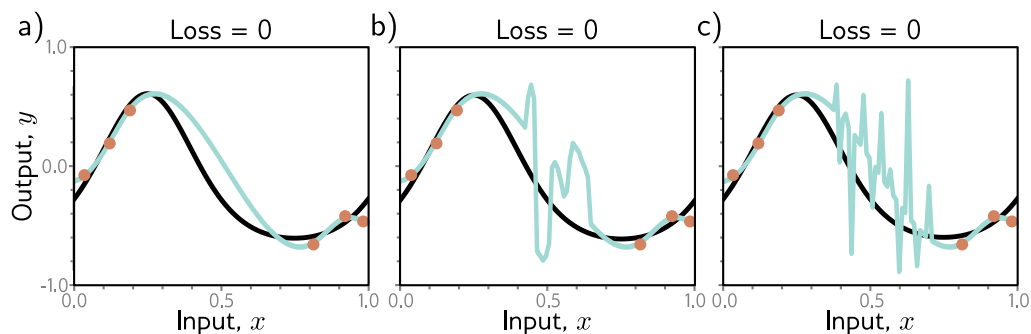 a) Loss = 0
b) Loss = 0
c) Loss = 0
1.0
0.0
-1.0
Output, y
0.0 0.5 1.0
0.0 0.5 1.0
0.0 0.5 1.0
Input, x
Input, x
Input, x